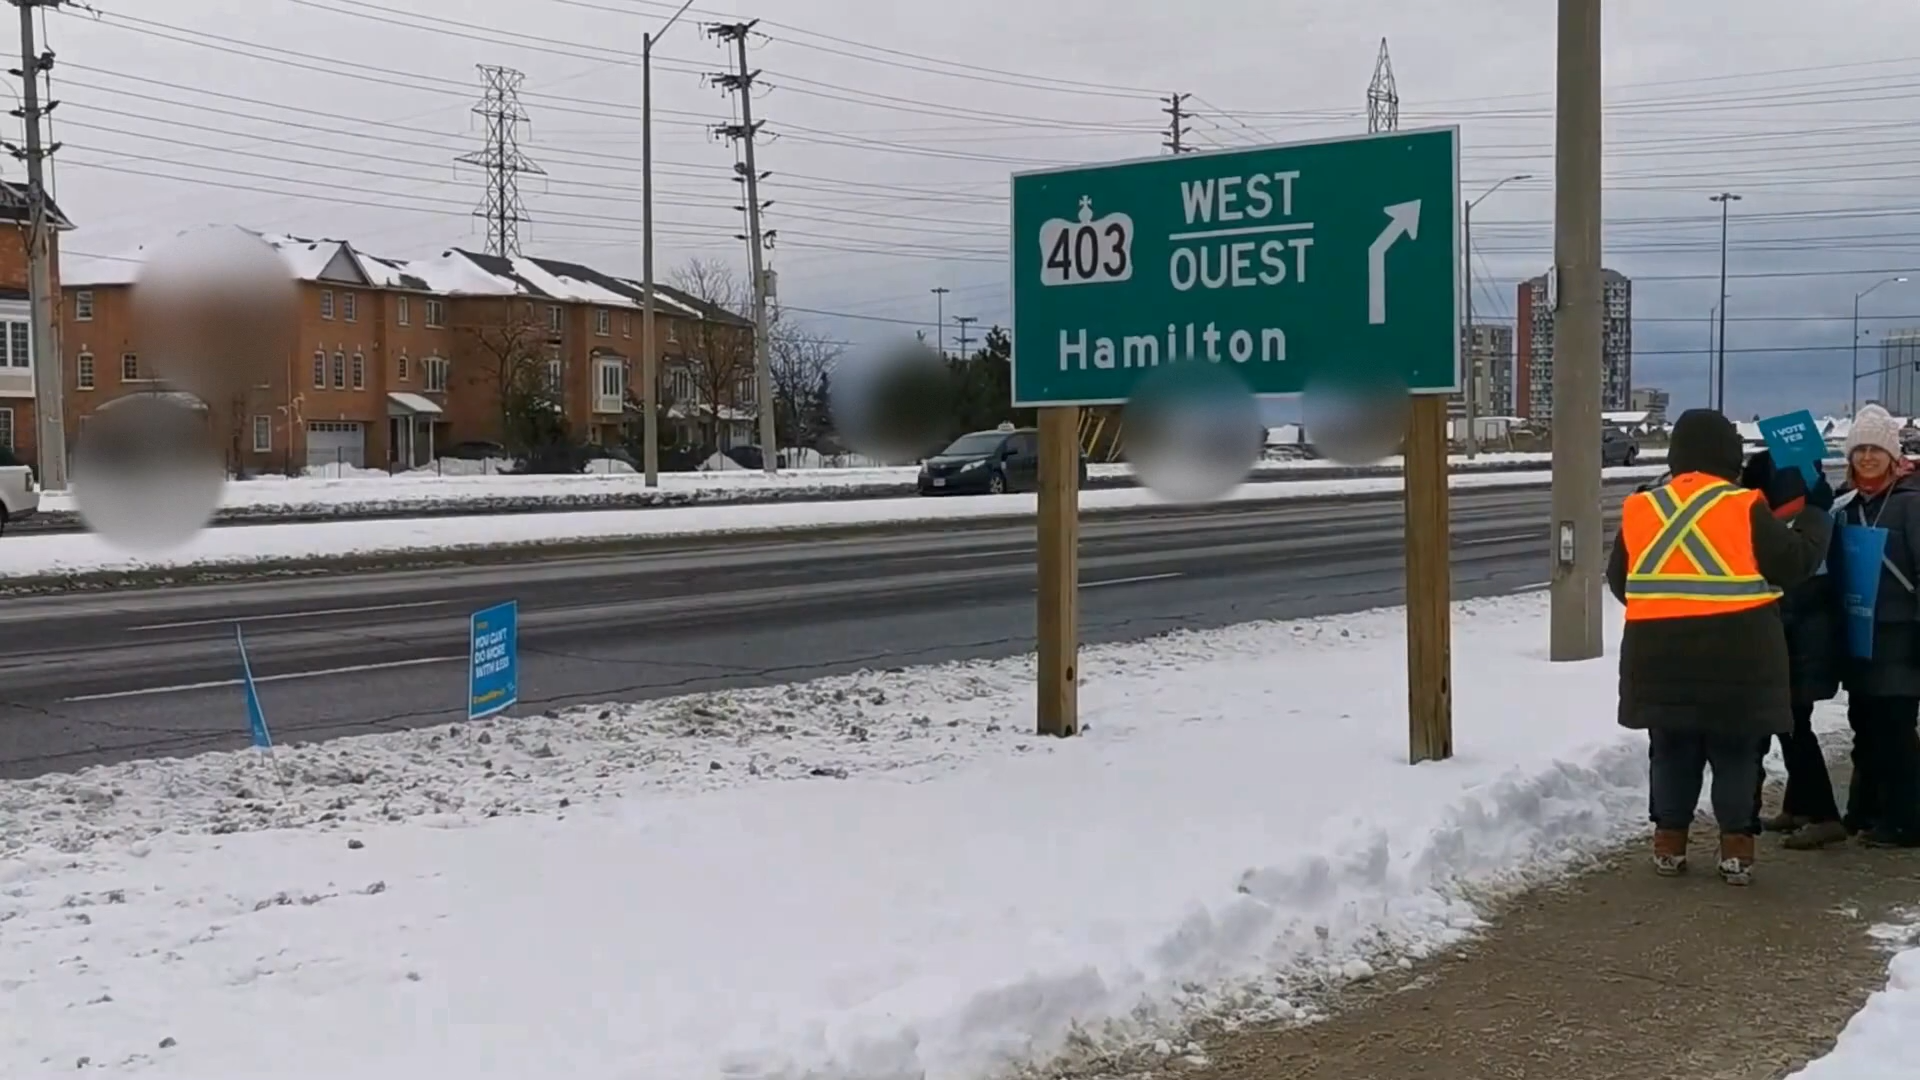 403
WEST
OUEST
Hamilton
I VOTE
YES
YOU CAN'T
DO MORE
WITH LESS